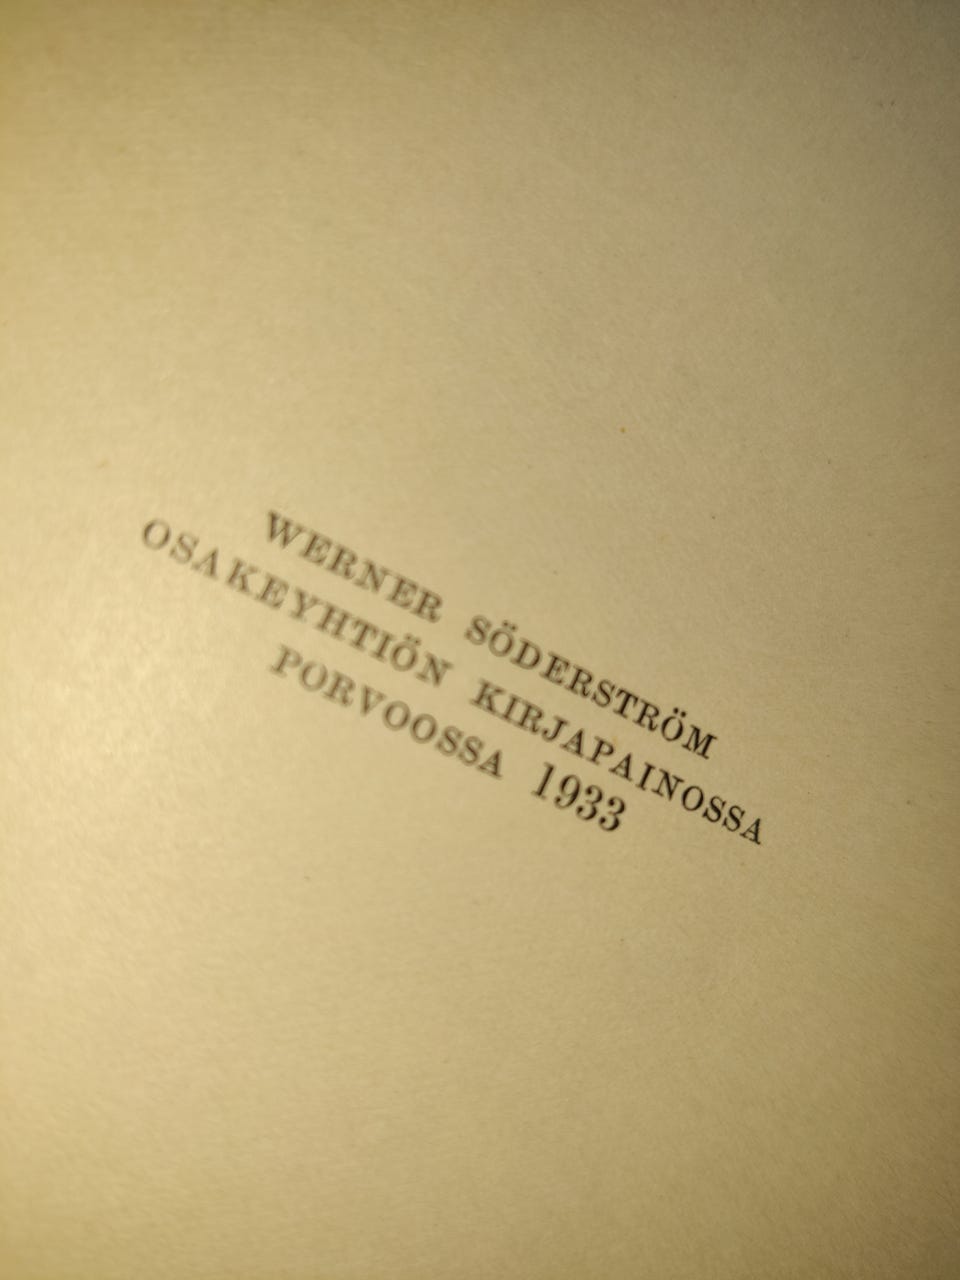 WERNER SÖDERSTRÖM
OSAKEYHTIÖN KIRJAPAINOSSA
PORVOOSSA 1933